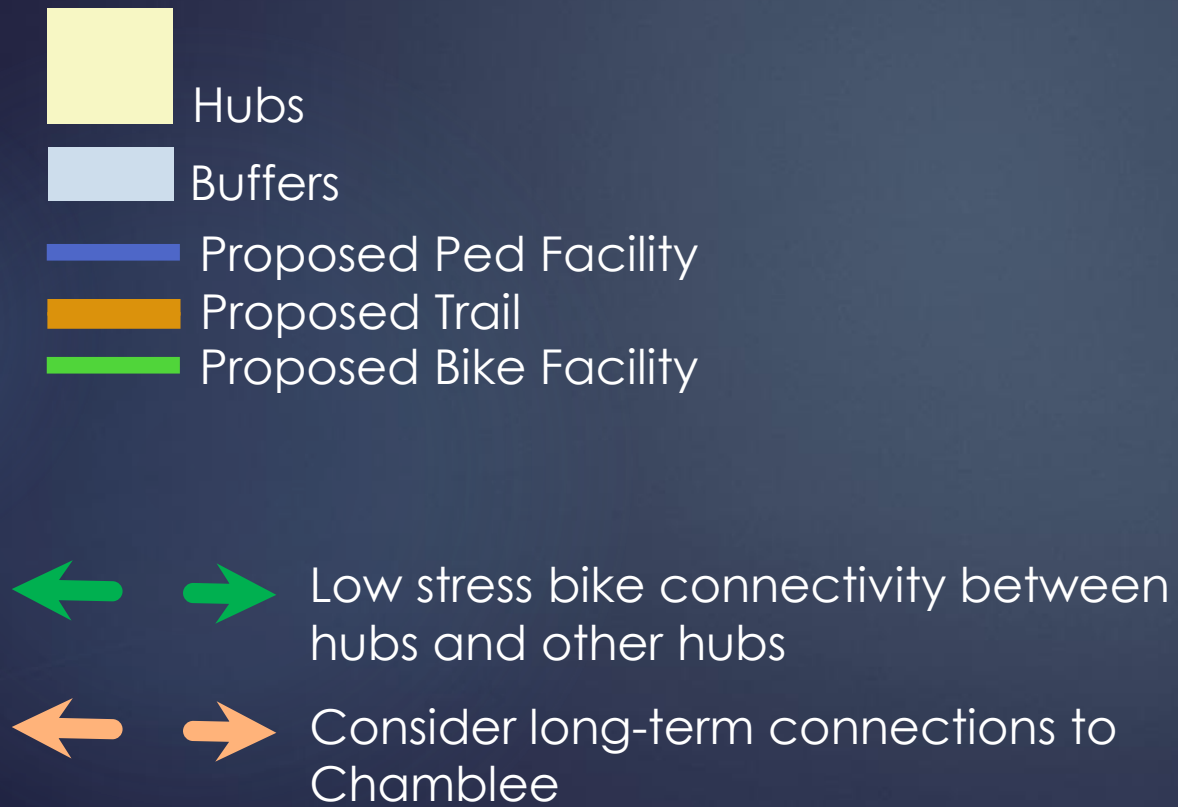 Hubs
Buffers
Proposed Ped Facility
Proposed Trail
Proposed Bike Facility
Low stress bike connectivity between
hubs and other hubs
Consider long-term connections to
Chamblee